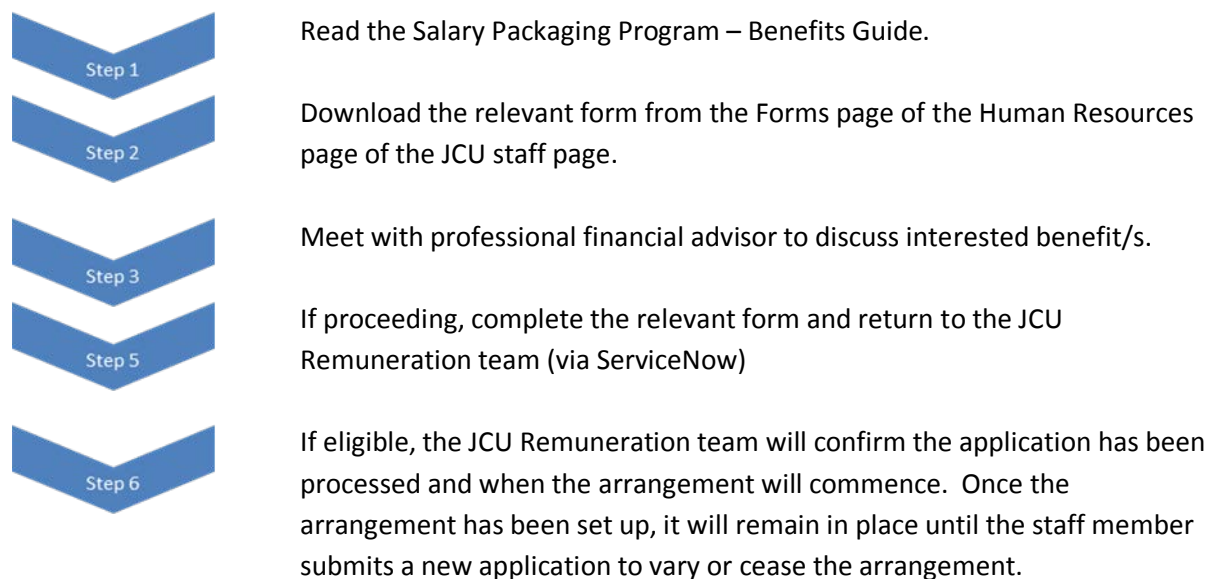 Step 1
Read the Salary Packaging Program – Benefits Guide.
Step 2
Download the relevant form from the Forms page of the Human Resources
page of the JCU staff page.
Step 3
Meet with professional financial advisor to discuss interested benefit/s.
Step 5
If proceeding, complete the relevant form and return to the JCU
Remuneration team (via ServiceNow)
Step 6
If eligible, the JCU Remuneration team will confirm the application has been
processed and when the arrangement will commence.  Once the
arrangement has been set up, it will remain in place until the staff member
submits a new application to vary or cease the arrangement.